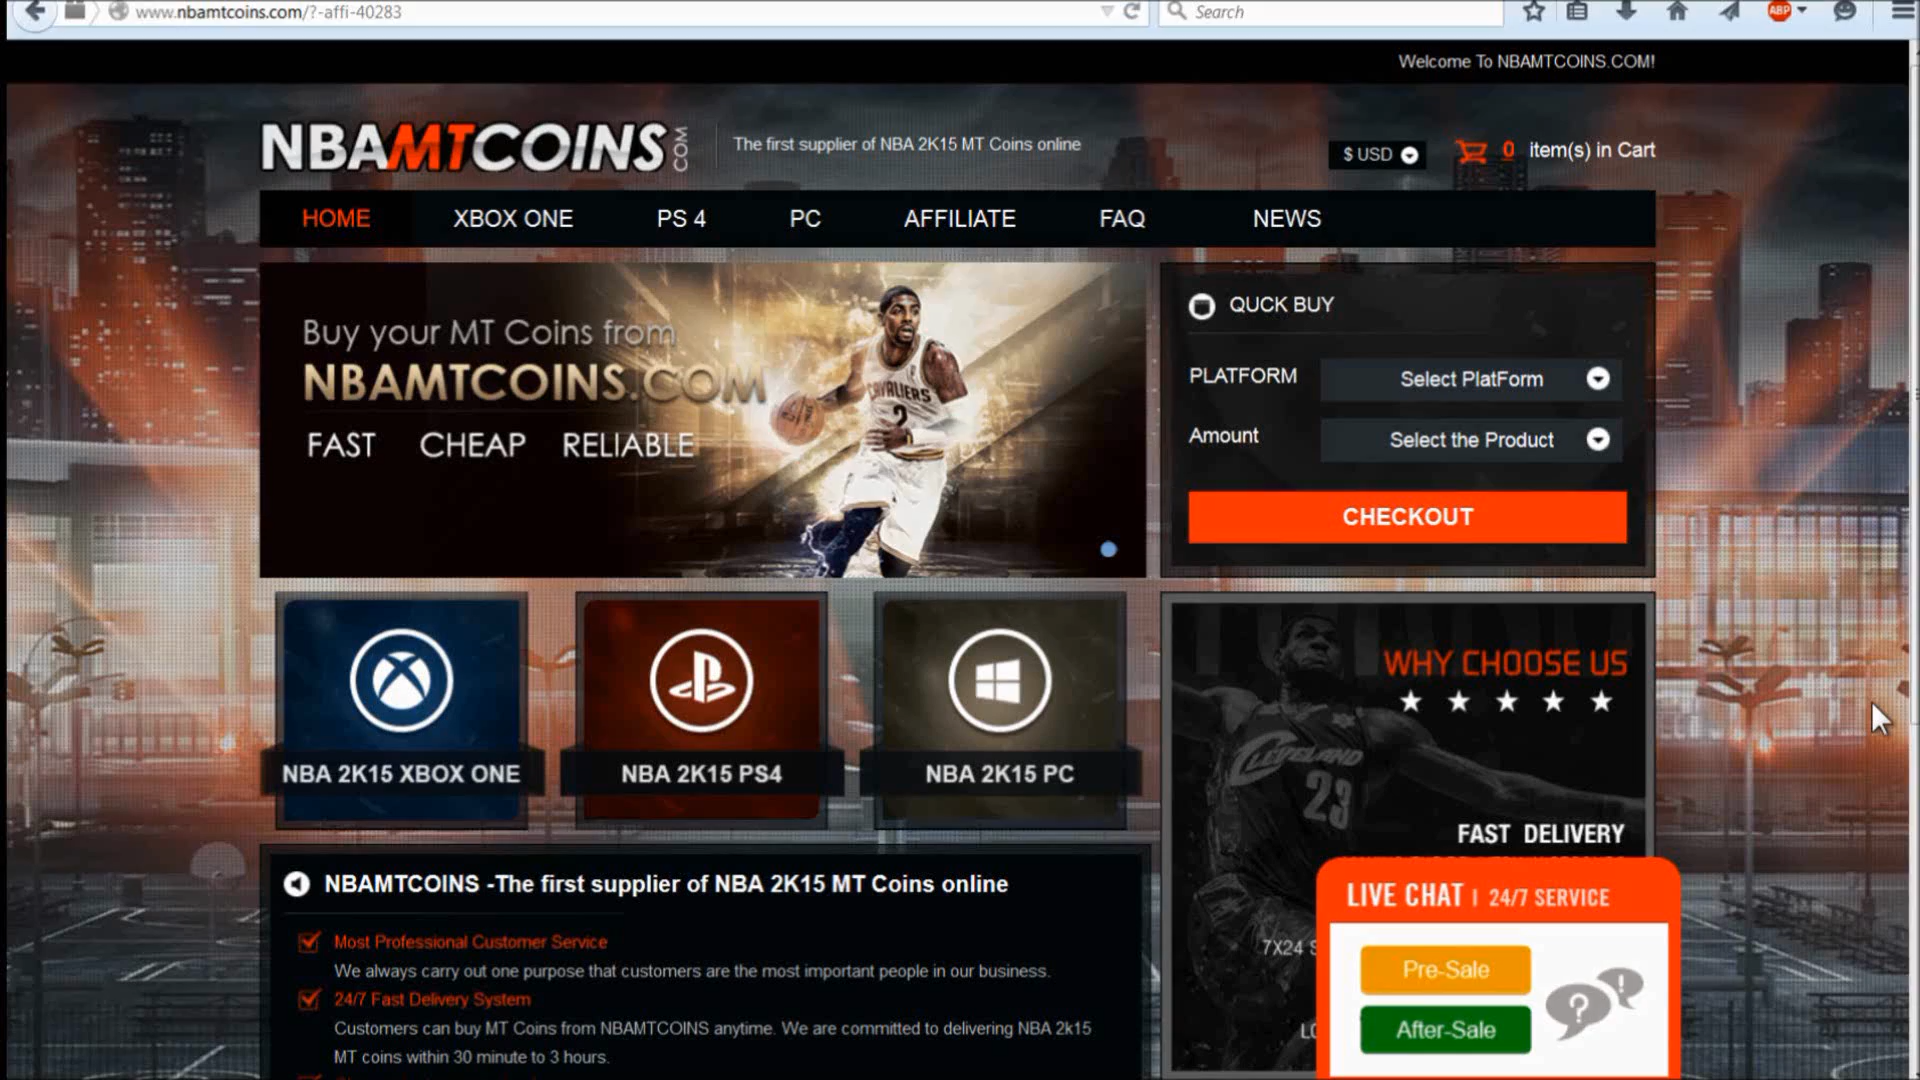 www.nbamtcoins.com/?-affi-40283
Search
ABP
Welcome To NBAMTCOINS.COM!
NBAMTCOINS.COM
The first supplier of NBA 2K15 MT Coins online
$ USD
0 item(s) in Cart
HOME XBOX ONE PS 4 PC AFFILIATE FAQ NEWS
Buy your MT Coins from
NBAMTCOINS.COM
FAST CHEAP RELIABLE
CAVALIERS
2
QUCK BUY
PLATFORM Select PlatForm
Amount Select the Product
CHECKOUT
NBA 2K15 XBOX ONE
NBA 2K15 PS4
NBA 2K15 PC
WHY CHOOSE US
CLEVELAND
23
FAST DELIVERY
7X24
NBAMTCOINS -The first supplier of NBA 2K15 MT Coins online
Most Professional Customer Service
We always carry out one purpose that customers are the most important people in our business.
24/7 Fast Delivery System
Customers can buy MT Coins from NBAMTCOINS anytime. We are committed to delivering NBA 2k15
MT coins within 30 minute to 3 hours.
LIVE CHAT | 24/7 SERVICE
Pre-Sale
After-Sale